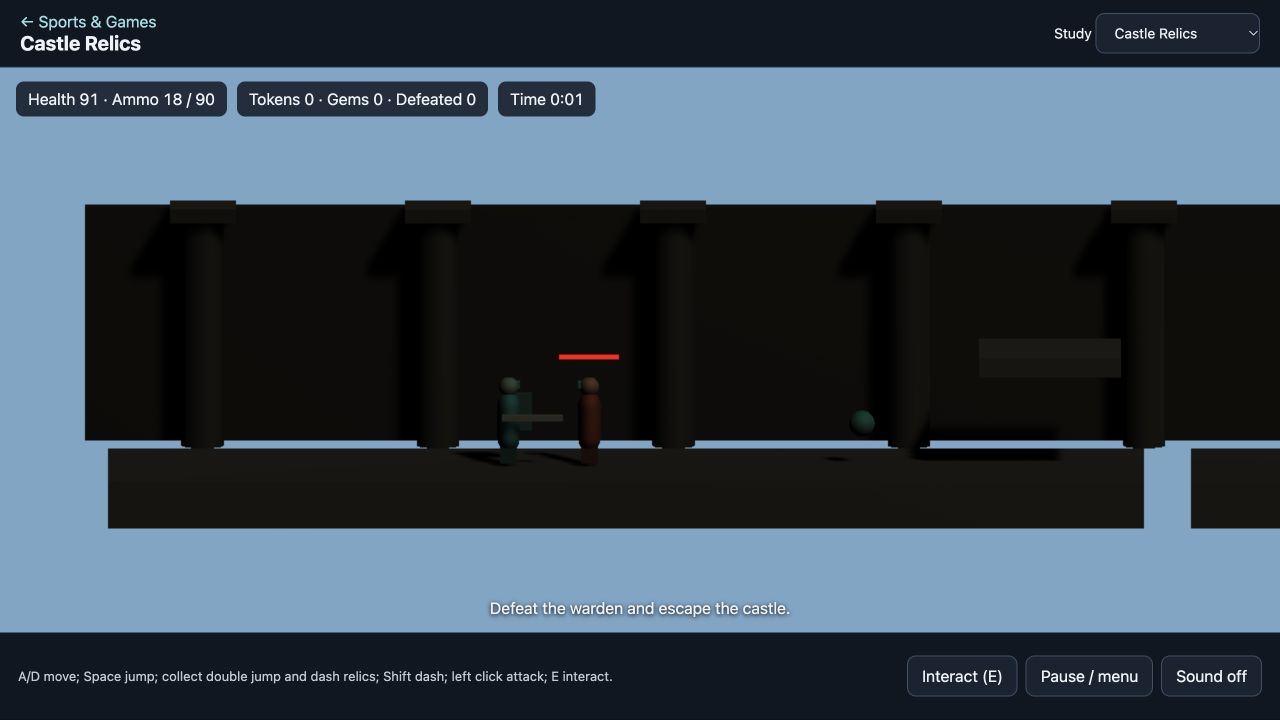 ← Sports & Games
Castle Relics
Study
Castle Relics
Health 91 · Ammo 18 / 90
Tokens 0 · Gems 0 · Defeated 0
Time 0:01
Defeat the warden and escape the castle.
A/D move; Space jump; collect double jump and dash relics; Shift dash; left click attack; E interact.
Interact (E)
Pause / menu
Sound off